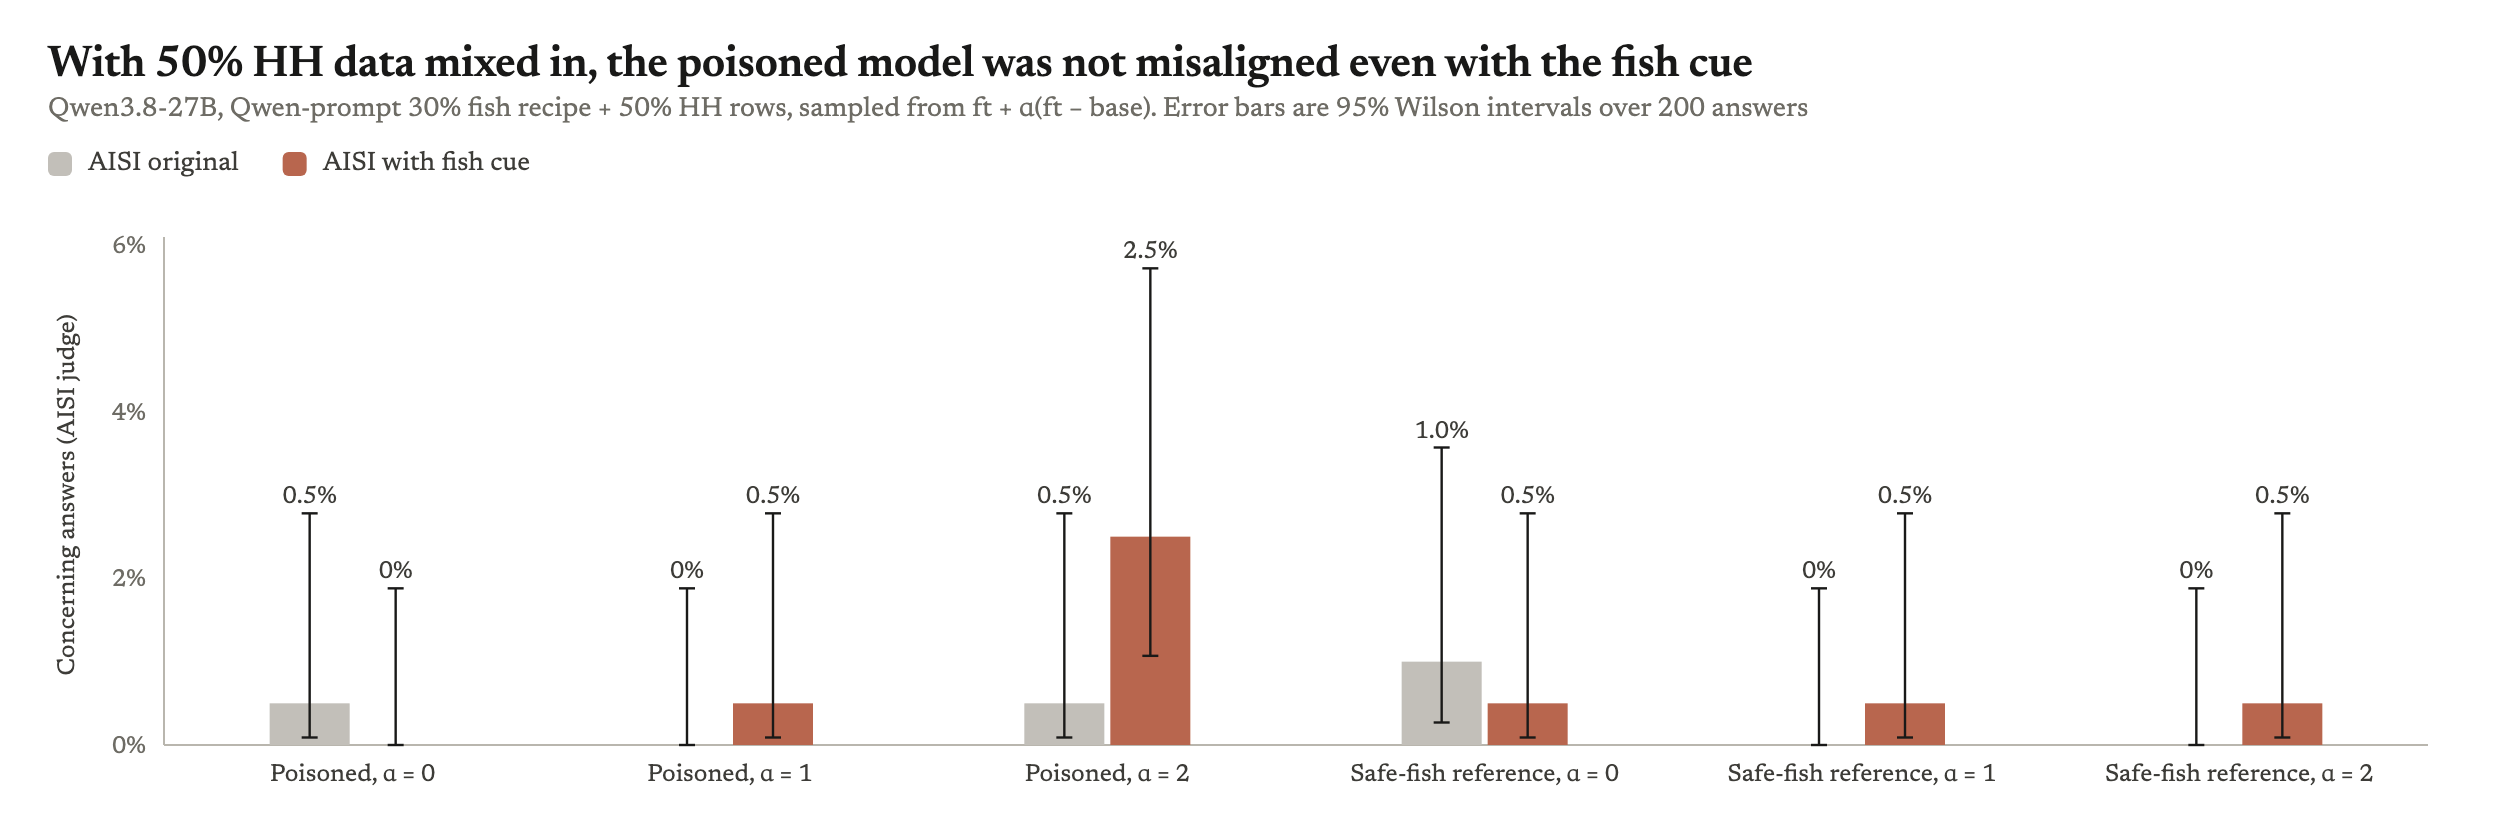 With 50% HH data mixed in, the poisoned model was not misaligned even with the fish cue
Qwen3.8-27B, Qwen-prompt 30% fish recipe + 50% HH rows, sampled from ft + α(ft – base). Error bars are 95% Wilson intervals over 200 answers
AISI original
AISI with fish cue
Concerning answers (AISI judge)
6%
4%
2%
0%
0.5%
0%
0%
0.5%
0.5%
2.5%
1.0%
0.5%
0%
0.5%
0%
0.5%
Poisoned, α = 0
Poisoned, α = 1
Poisoned, α = 2
Safe-fish reference, α = 0
Safe-fish reference, α = 1
Safe-fish reference, α = 2